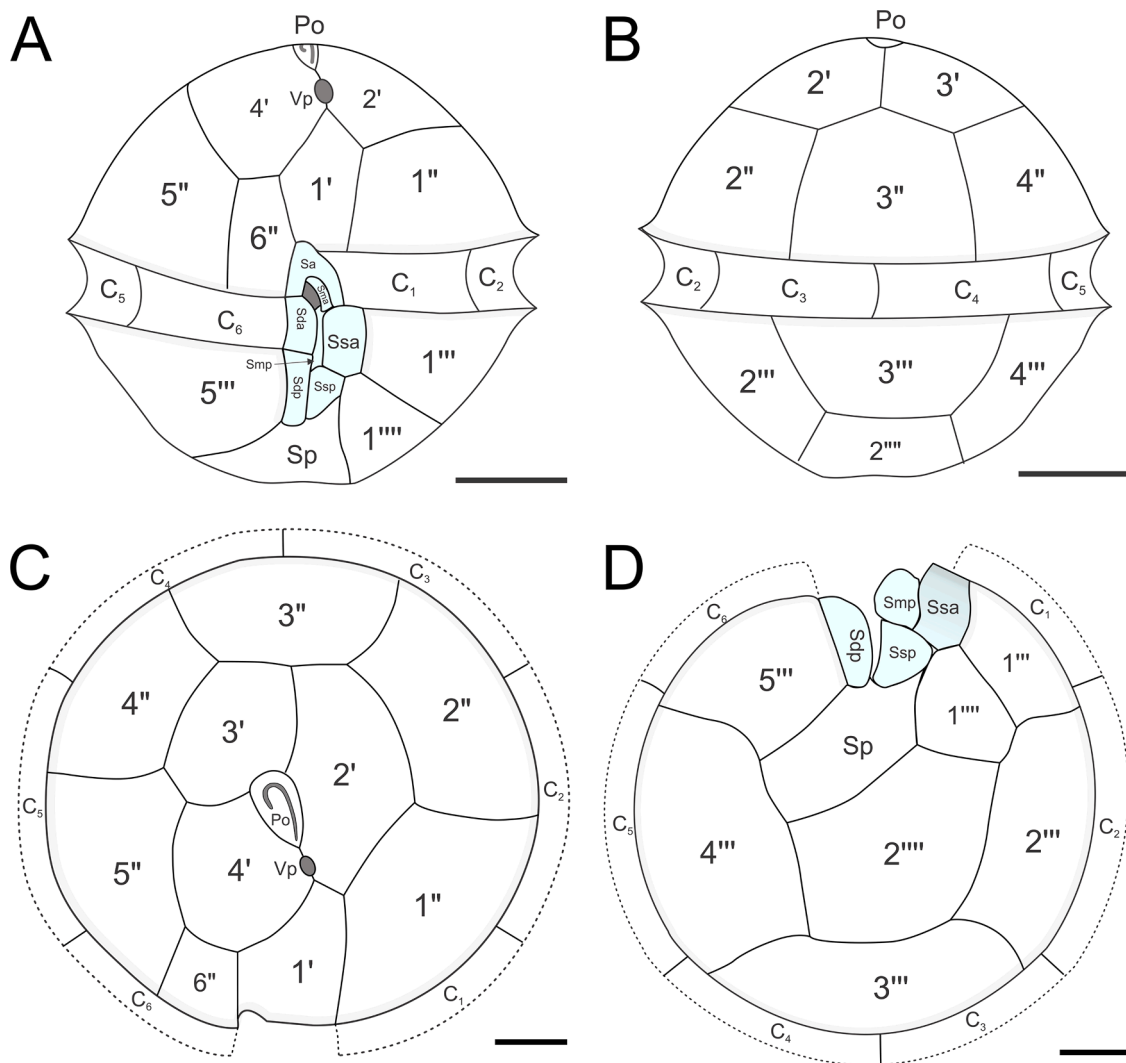 A
Po
Vp
4'
2'
5''
1'
1''
6''
Sa
Sma
C₅
C₁
C₂
C₆
Sda
Ssa
Smp
1'''
5'''
Sdp
Ssp
1''''
Sp
B
Po
2'
3'
2''
3''
4''
C₂
C₃
C₄
C₅
2'''
3'''
4'''
2''''
C
C₄
C₃
3''
4''
2''
3'
2'
C₅
C₂
Po
5''
4'
Vp
1''
6''
1'
C₆
C₁
D
C₆
Smp
Ssa
C₁
Sdp
Ssp
1'''
5'''
1''''
Sp
C₅
C₂
4'''
2''''
2'''
3'''
C₄
C₃